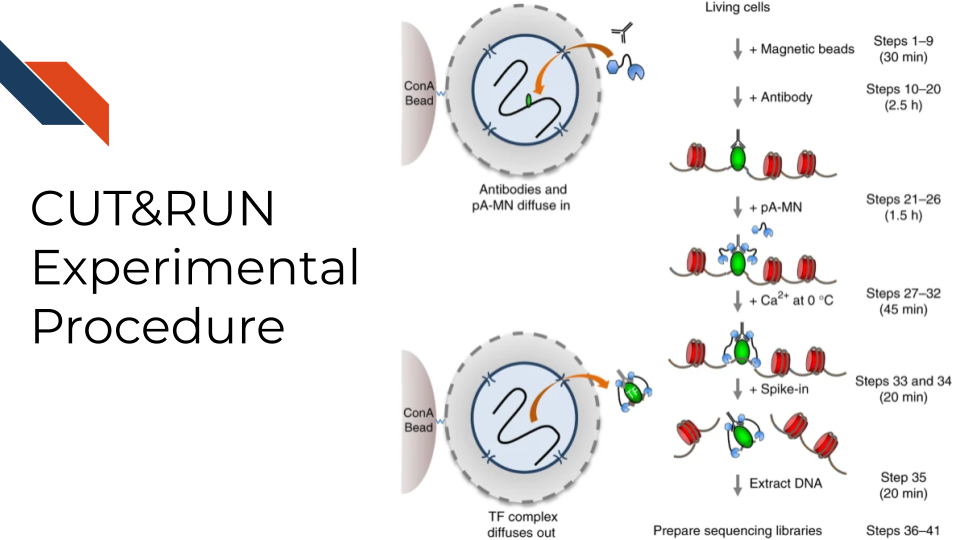 CUT&RUN
Experimental
Procedure
ConA
Bead
Antibodies and
pA-MN diffuse in
ConA
Bead
TF complex
diffuses out
Living cells
+ Magnetic beads
Steps 1–9
(30 min)
+ Antibody
Steps 10–20
(2.5 h)
+ pA-MN
Steps 21–26
(1.5 h)
+ Ca2+ at 0 °C
Steps 27–32
(45 min)
+ Spike-in
Steps 33 and 34
(20 min)
Extract DNA
Step 35
(20 min)
Prepare sequencing libraries
Steps 36–41